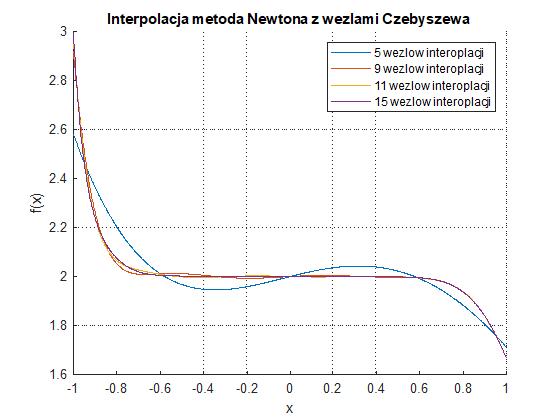 Interpolacja metoda Newtona z wezlami Czebyszewa
3
2.8
2.6
2.4
2.2
2
1.8
1.6
f(x)
5 wezlow interoplacji
9 wezlow interoplacji
11 wezlow interoplacji
15 wezlow interoplacji
-1 -0.8 -0.6 -0.4 -0.2 0 0.2 0.4 0.6 0.8 1
x